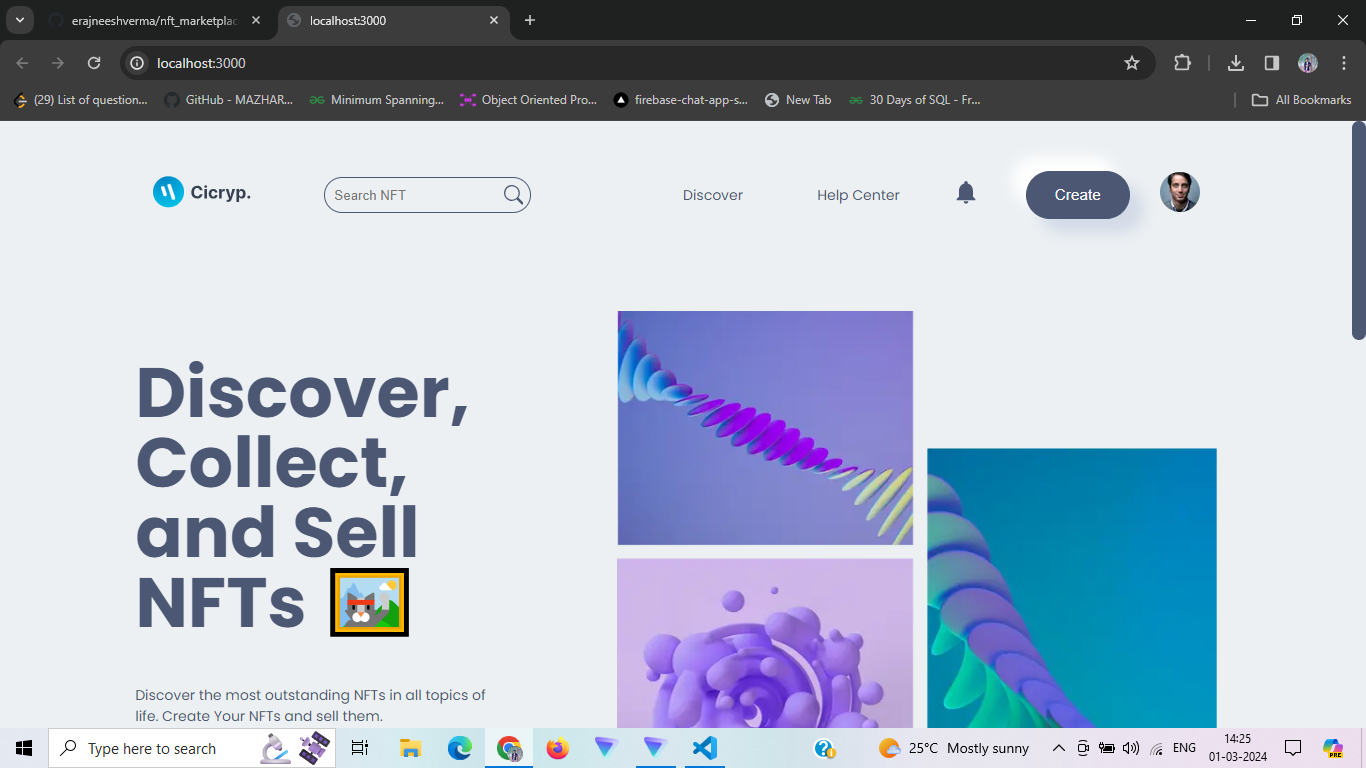 erajneeshverma/nft_marketplac
localhost:3000
localhost:3000
(29) List of question...
GitHub - MAZHAR...
Minimum Spanning...
Object Oriented Pro...
firebase-chat-app-s...
New Tab
30 Days of SQL - Fr...
All Bookmarks
Cicryp.
Search NFT
Discover
Help Center
Create
Discover,
Collect,
and Sell
NFTs
Discover the most outstanding NFTs in all topics of
life. Create Your NFTs and sell them.
Type here to search
25°C Mostly sunny
ENG
14:25
01-03-2024
PRE